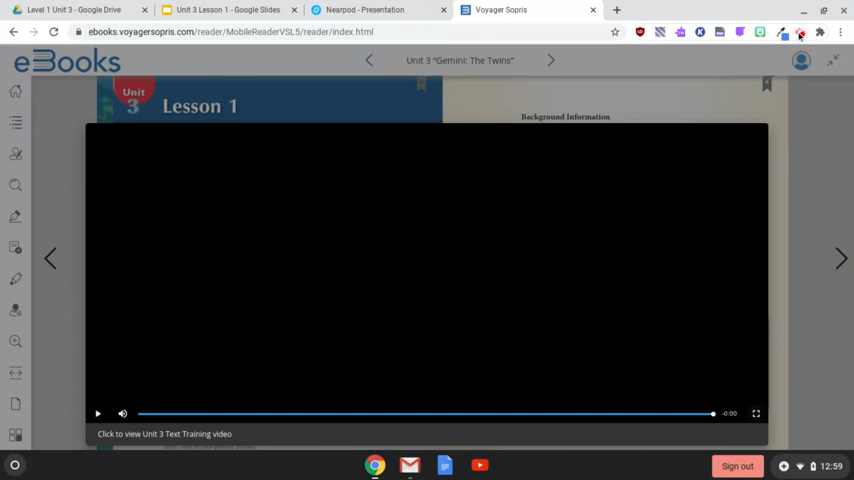 Level 1 Unit 3 - Google Drive
Unit 3 Lesson 1 - Google Slides
Nearpod - Presentation
Voyager Sopris
ebooks.voyagersopris.com/reader/MobileReaderVSL5/reader/index.html
eBooks
Unit 3 "Gemini: The Twins"
Unit
3
Lesson 1
Background Information
-0:00
Click to view Unit 3 Text Training video
Sign out
12:59